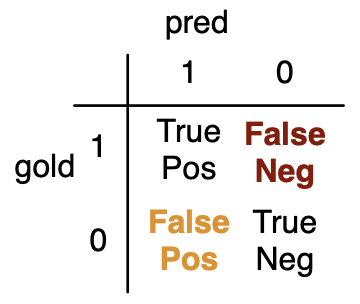 pred
1 0
1 True Pos False Neg
gold
0 False Pos True Neg